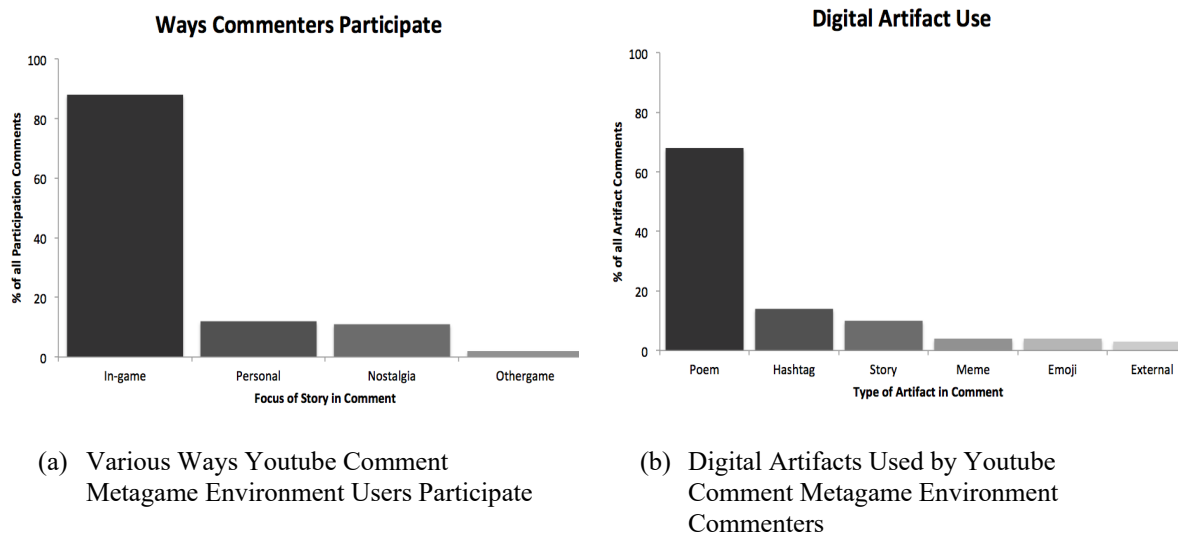 Ways Commenters Participate
% of all Participation Comments
100
80
60
40
20
0
In-game Personal Nostalgia Othergame
Focus of Story in Comment
(a) Various Ways Youtube Comment
Metagame Environment Users Participate
Digital Artifact Use
% of all Artifact Comments
100
80
60
40
20
0
Poem Hashtag Story Meme Emoji External
Type of Artifact in Comment
(b) Digital Artifacts Used by Youtube
Comment Metagame Environment
Commenters